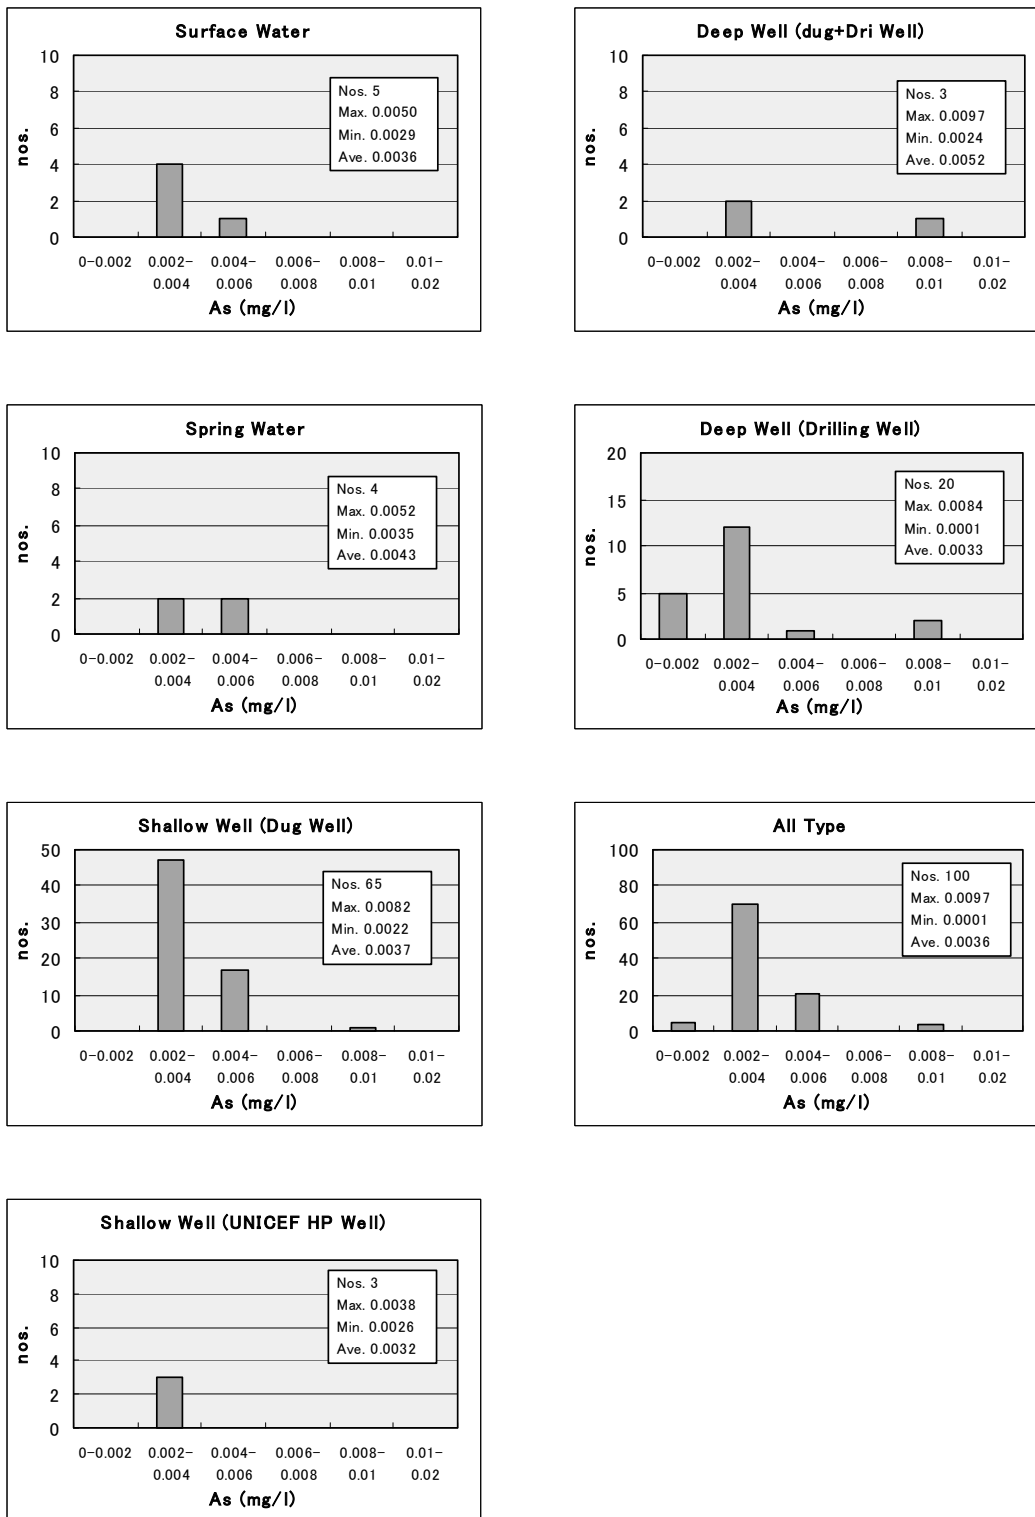 Surface Water
10
8
6
4
2
0
nos.
Nos. 5
Max. 0.0050
Min. 0.0029
Ave. 0.0036
0-0.002 0.002- 0.004- 0.006- 0.008- 0.01-
0.004 0.006 0.008 0.01 0.02
As (mg/l)
Deep Well (dug+Dri Well)
10
8
6
4
2
0
nos.
Nos. 3
Max. 0.0097
Min. 0.0024
Ave. 0.0052
0-0.002 0.002- 0.004- 0.006- 0.008- 0.01-
0.004 0.006 0.008 0.01 0.02
As (mg/l)
Spring Water
10
8
6
4
2
0
nos.
Nos. 4
Max. 0.0052
Min. 0.0035
Ave. 0.0043
0-0.002 0.002- 0.004- 0.006- 0.008- 0.01-
0.004 0.006 0.008 0.01 0.02
As (mg/l)
Deep Well (Drilling Well)
20
15
10
5
0
nos.
Nos. 20
Max. 0.0084
Min. 0.0001
Ave. 0.0033
0-0.002 0.002- 0.004- 0.006- 0.008- 0.01-
0.004 0.006 0.008 0.01 0.02
As (mg/l)
Shallow Well (Dug Well)
50
40
30
20
10
0
nos.
Nos. 65
Max. 0.0082
Min. 0.0022
Ave. 0.0037
0-0.002 0.002- 0.004- 0.006- 0.008- 0.01-
0.004 0.006 0.008 0.01 0.02
As (mg/l)
All Type
100
80
60
40
20
0
nos.
Nos. 100
Max. 0.0097
Min. 0.0001
Ave. 0.0036
0-0.002 0.002- 0.004- 0.006- 0.008- 0.01-
0.004 0.006 0.008 0.01 0.02
As (mg/l)
Shallow Well (UNICEF HP Well)
10
8
6
4
2
0
nos.
Nos. 3
Max. 0.0038
Min. 0.0026
Ave. 0.0032
0-0.002 0.002- 0.004- 0.006- 0.008- 0.01-
0.004 0.006 0.008 0.01 0.02
As (mg/l)